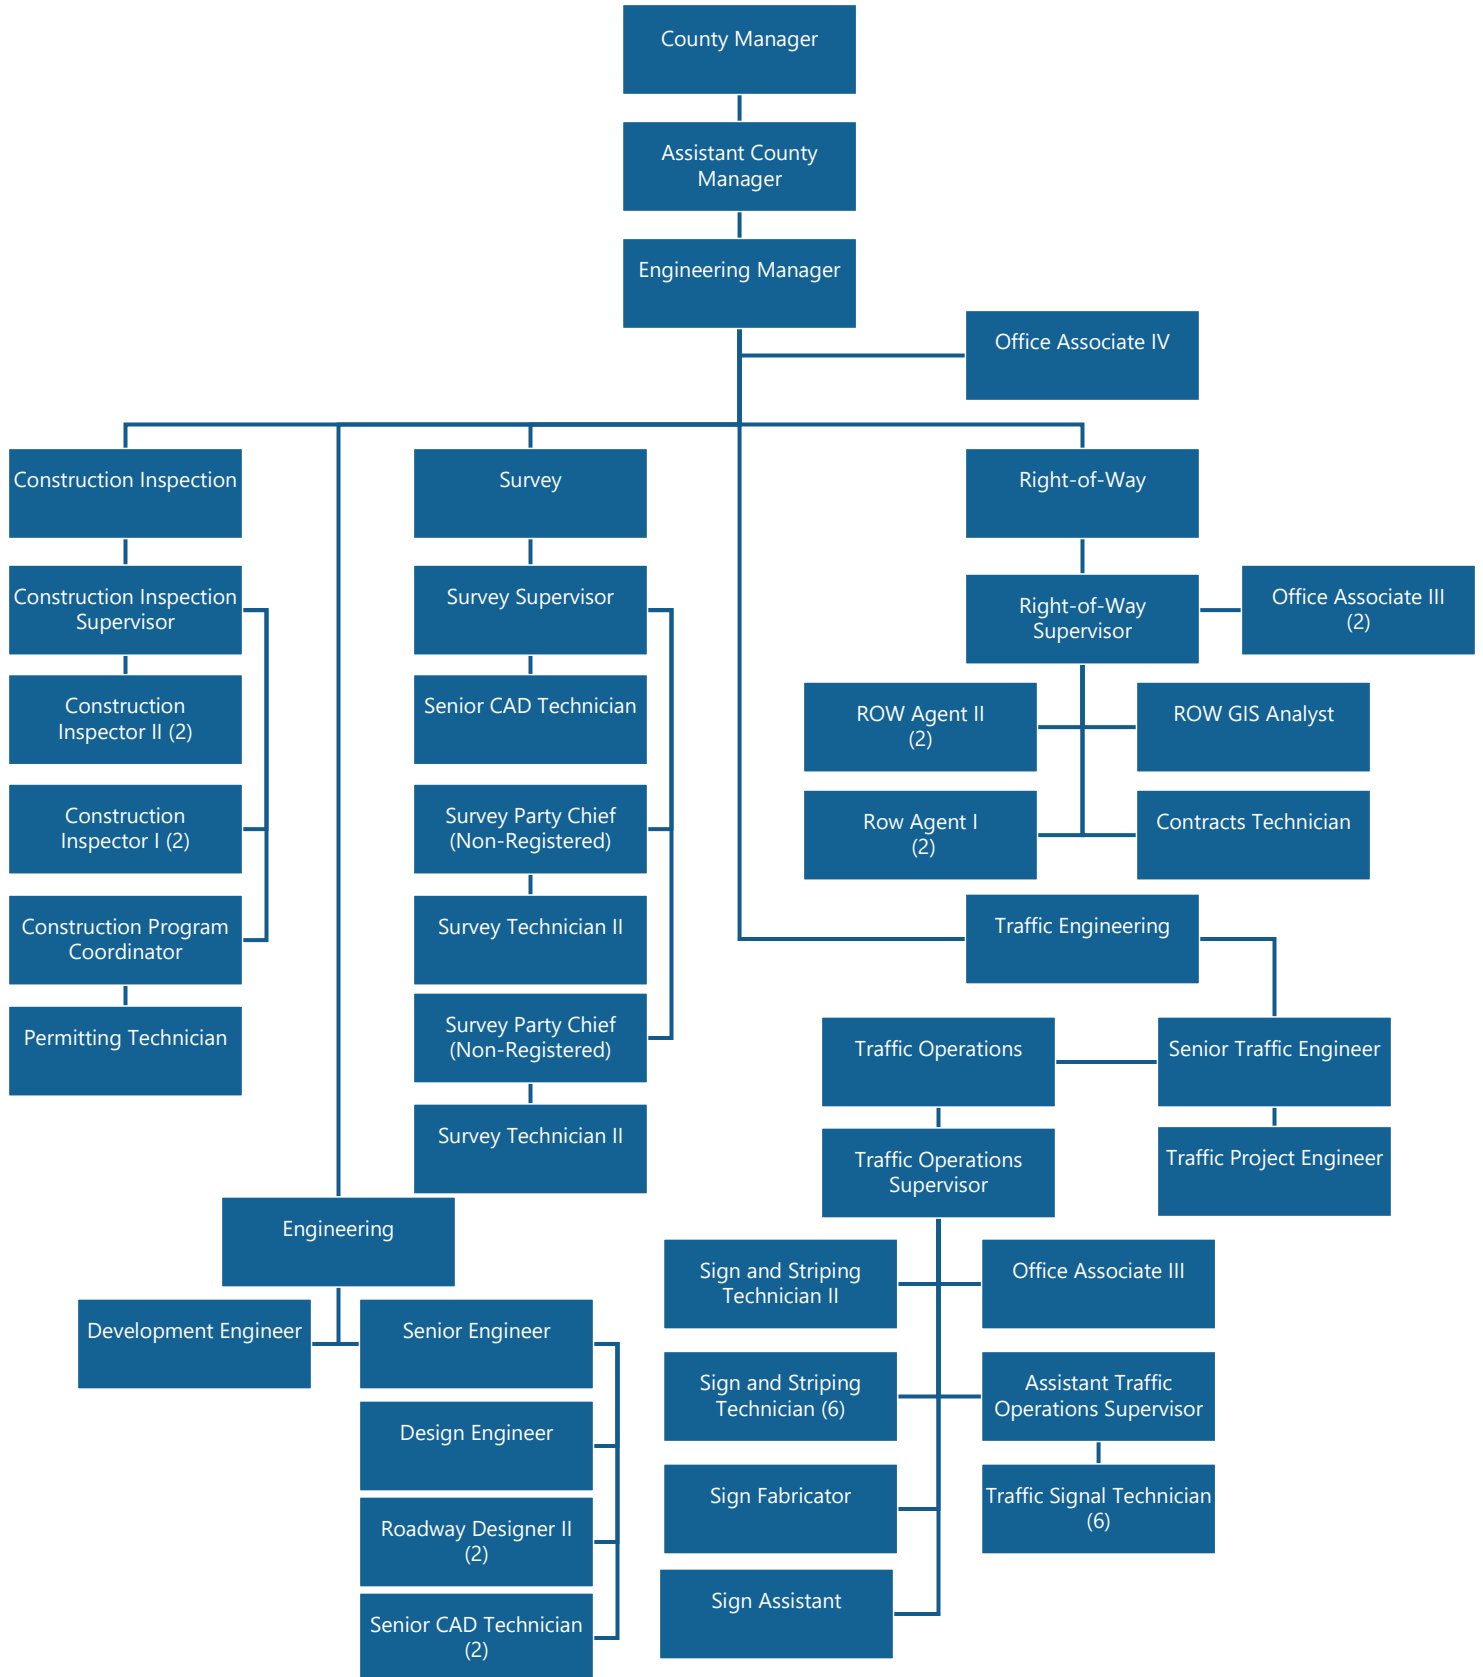 County Manager
Assistant County
Manager
Engineering Manager
Office Associate IV
Construction Inspection
Construction Inspection
Supervisor
Construction
Inspector II (2)
Construction
Inspector I (2)
Construction Program
Coordinator
Permitting Technician
Survey
Survey Supervisor
Senior CAD Technician
Survey Party Chief
(Non-Registered)
Survey Technician II
Survey Party Chief
(Non-Registered)
Survey Technician II
Right-of-Way
Right-of-Way
Supervisor
Office Associate III
(2)
ROW Agent II
(2)
ROW GIS Analyst
Row Agent I
(2)
Contracts Technician
Traffic Engineering
Traffic Operations
Senior Traffic Engineer
Traffic Operations
Supervisor
Traffic Project Engineer
Engineering
Development Engineer
Senior Engineer
Design Engineer
Roadway Designer II
(2)
Senior CAD Technician
(2)
Sign and Striping
Technician II
Office Associate III
Sign and Striping
Technician (6)
Assistant Traffic
Operations Supervisor
Sign Fabricator
Traffic Signal Technician
(6)
Sign Assistant